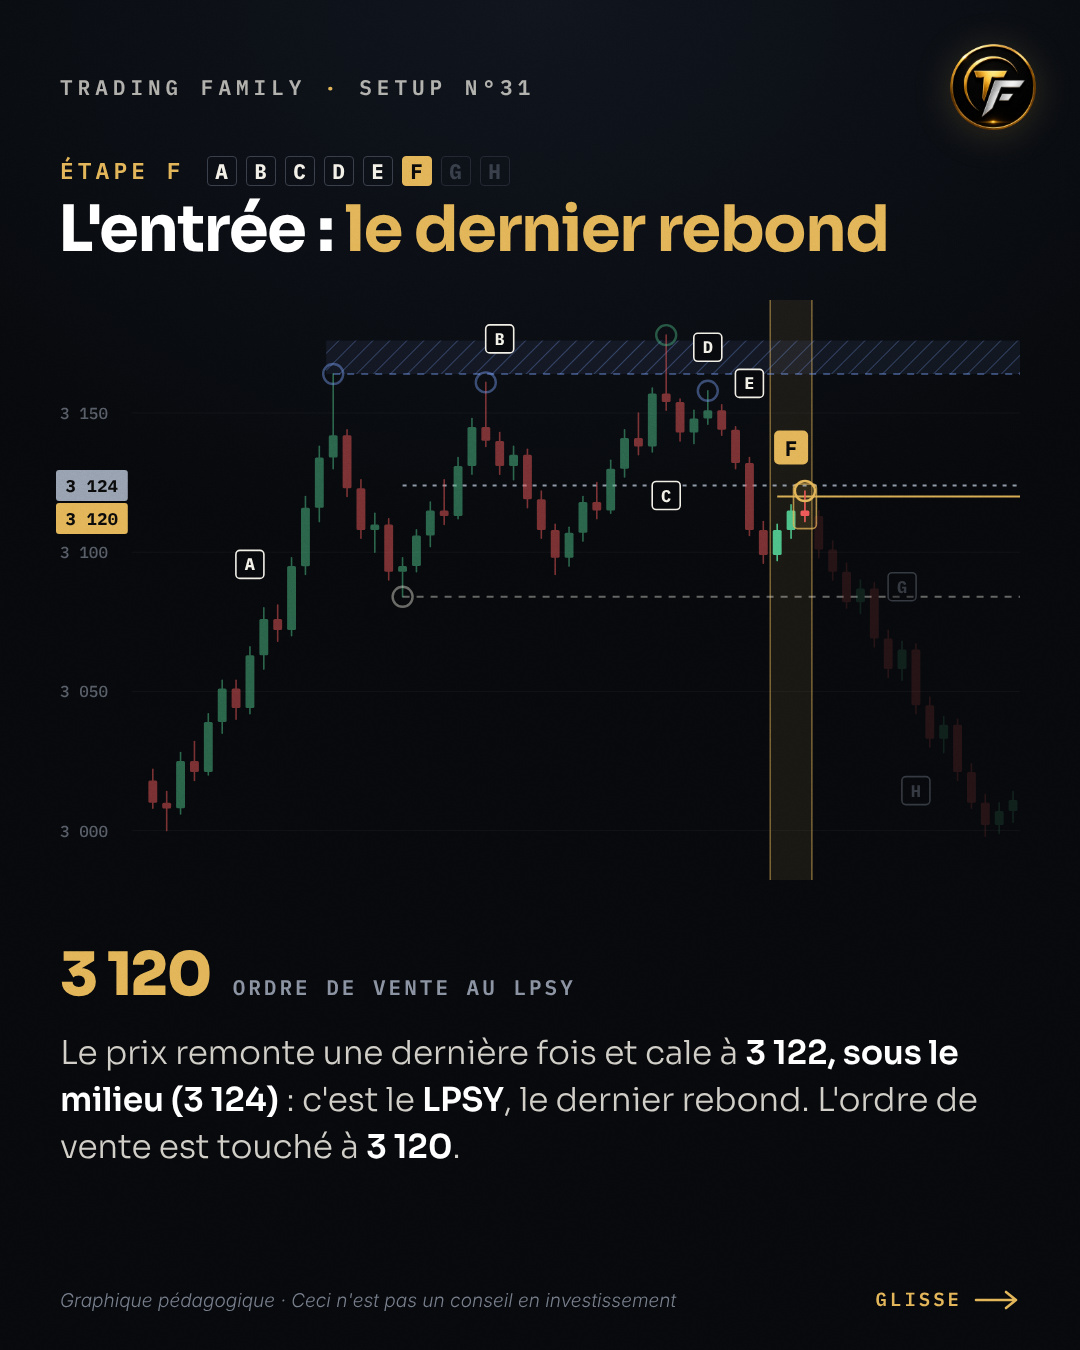 TRADING FAMILY · SETUP N°31
TF
ÉTAPE F A B C D E F G H
L'entrée : le dernier rebond
B
D
E
3 150
F
3 124
C
3 120
3 100
A
G
3 050
H
3 000
3 120 ORDRE DE VENTE AU LPSY
Le prix remonte une dernière fois et cale à 3 122, sous le
milieu (3 124) : c'est le LPSY, le dernier rebond. L'ordre de
vente est touché à 3 120.
Graphique pédagogique · Ceci n'est pas un conseil en investissement
GLISSE →